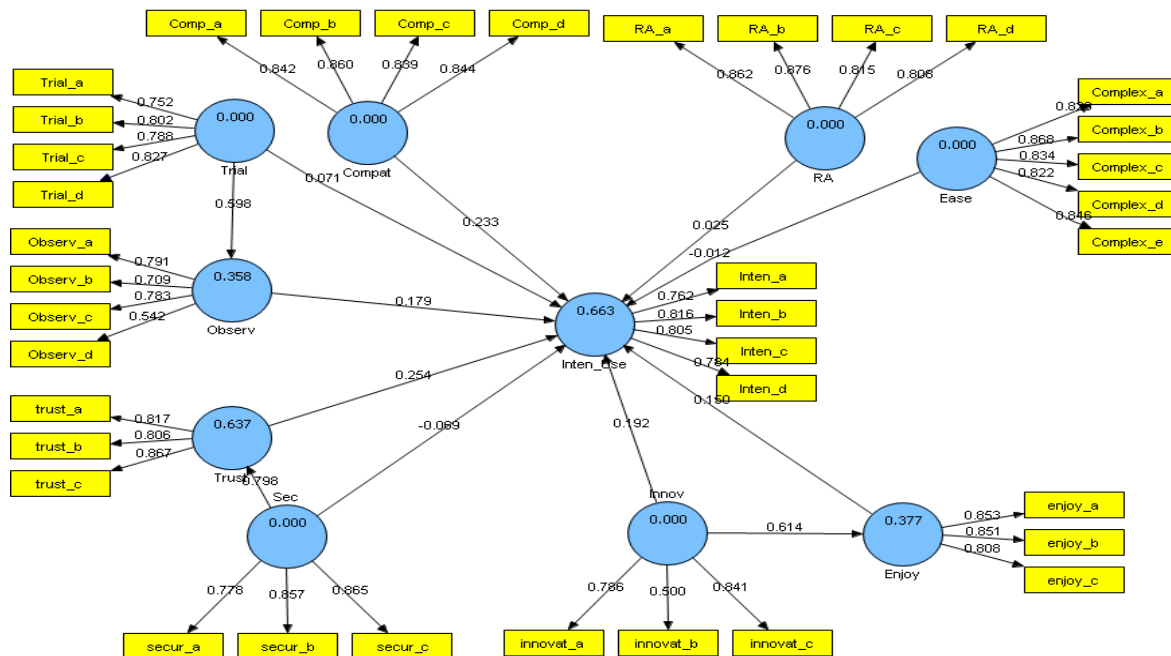 Comp_a
Comp_b
Comp_c
Comp_d
0.842
0.860
0.839
0.844
0.000
Compat
RA_a
RA_b
RA_c
RA_d
0.862
0.876
0.815
0.808
0.000
RA
Trial_a
Trial_b
Trial_c
Trial_d
0.752
0.802
0.788
0.827
0.000
Trial
0.071
0.233
0.025
-0.012
0.598
Complex_a
Complex_b
Complex_c
Complex_d
Complex_e
0.868
0.834
0.822
0.846
0.000
Ease
Observ_a
Observ_b
Observ_c
Observ_d
0.791
0.709
0.783
0.542
0.358
Observ
0.179
0.663
Inten_Use
Inten_a
Inten_b
Inten_c
Inten_d
0.762
0.816
0.805
0.784
0.254
-0.069
0.192
0.150
trust_a
trust_b
trust_c
0.817
0.806
0.867
0.637
Trust
0.798
Sec
0.000
0.778
0.857
0.865
secur_a
secur_b
secur_c
Innov
0.000
0.614
0.786
0.500
0.841
innovat_a
innovat_b
innovat_c
0.377
Enjoy
0.853
0.851
0.808
enjoy_a
enjoy_b
enjoy_c